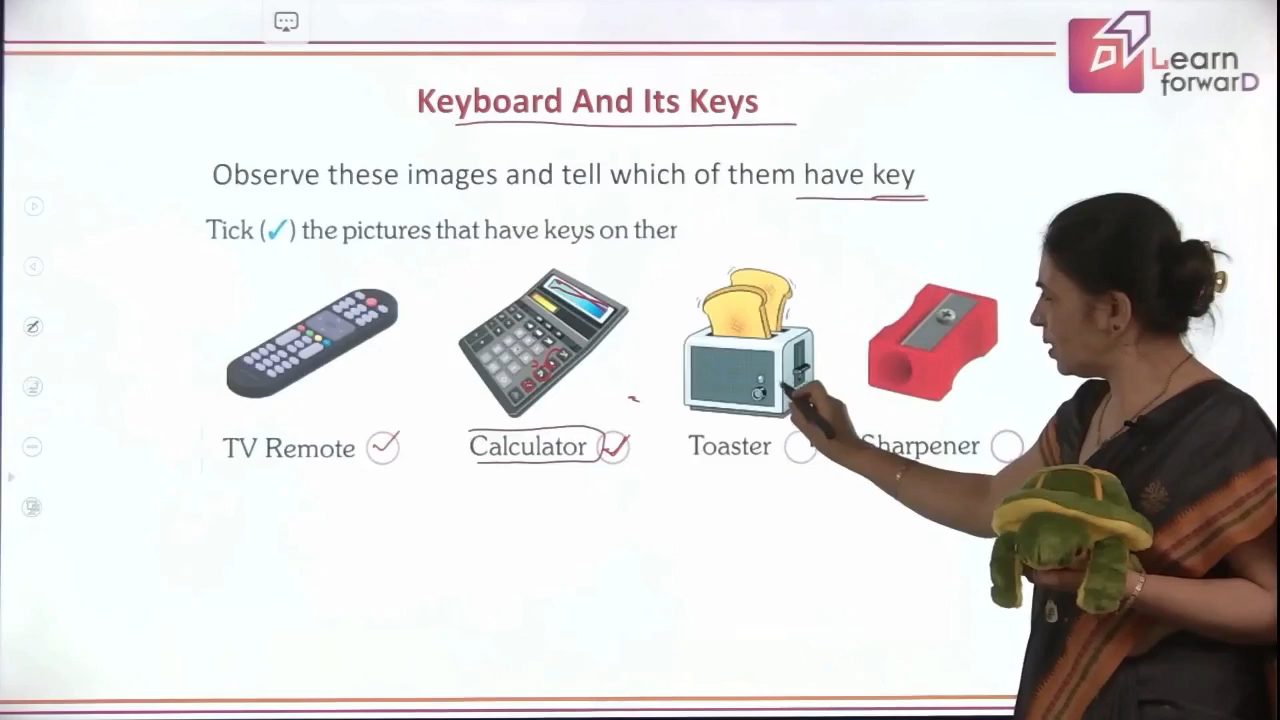 Learn
forwarD
Keyboard And Its Keys
Observe these images and tell which of them have key
Tick (✓) the pictures that have keys on ther
TV Remote
Calculator
Toaster
Sharpener